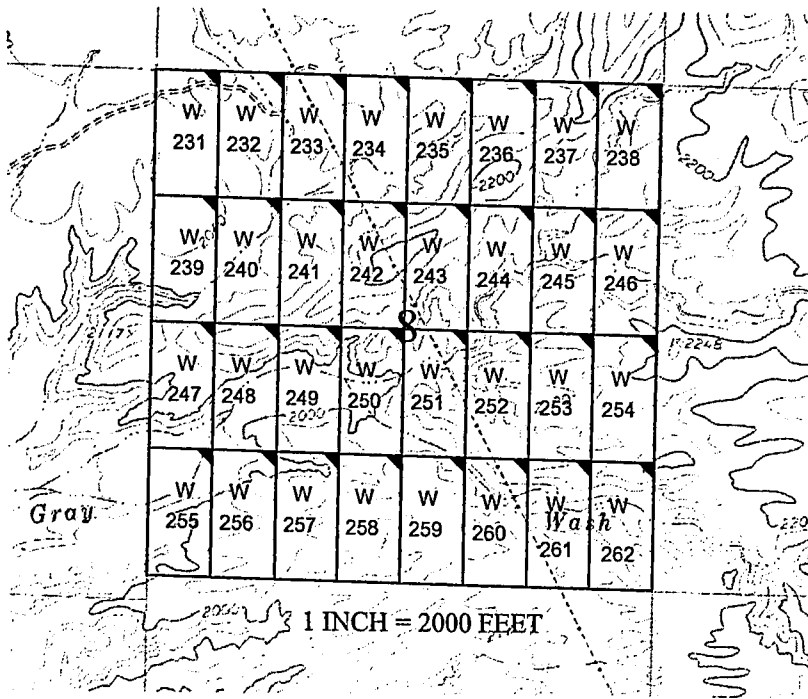 W W W W W W W W
231 232 233 234 235 236 237 238
2200
2200
W W W W W W W W
239 240 241 242 243 244 245 246
8
2245
W W W W W W W W
247 248 249 250 251 252 253 254
2000
W W W W W W W W
255 256 257 258 259 260 261 262
Gray Wash
2000
1 INCH = 2000 FEET